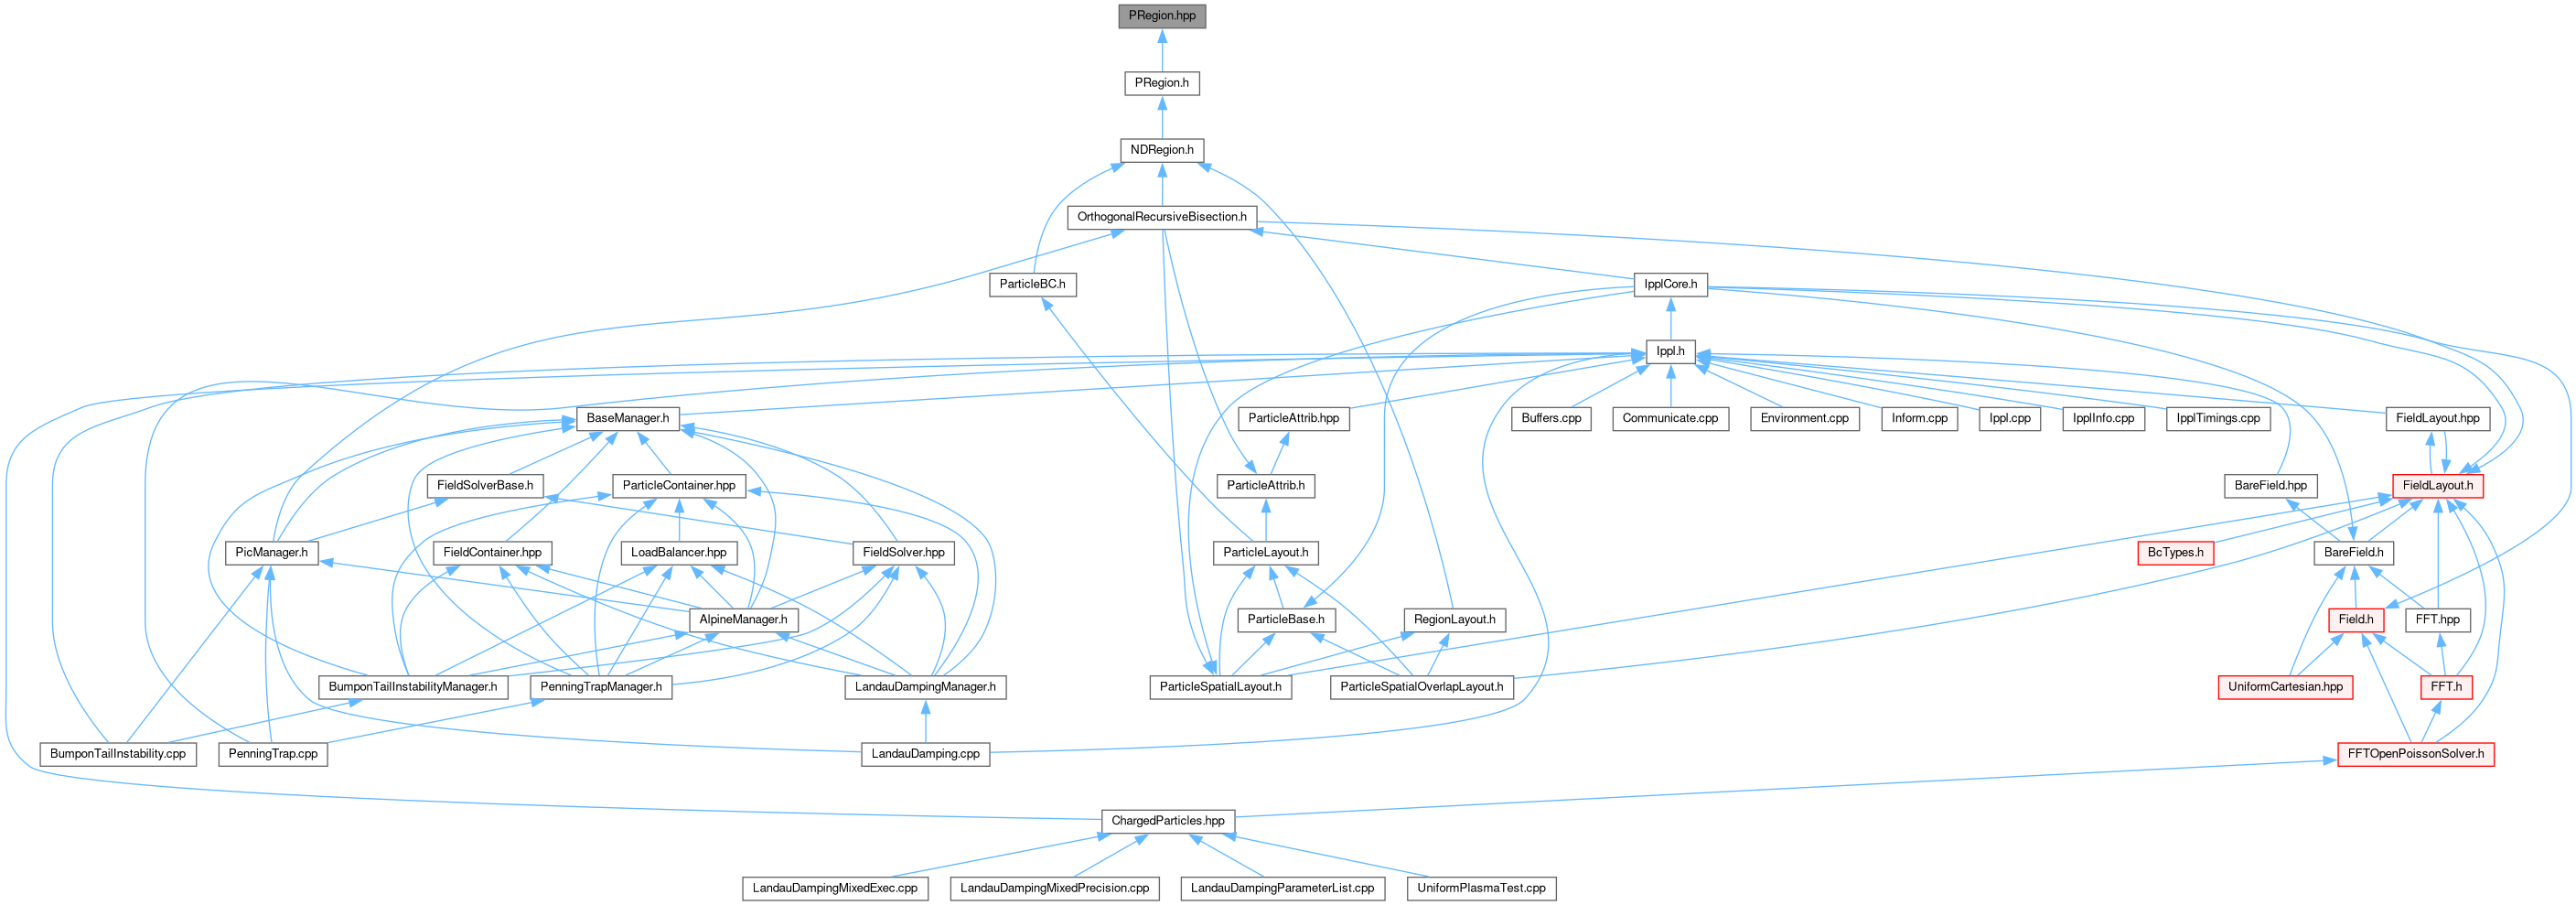 PRegion.hpp
PRegion.h
NDRegion.h
OrthogonalRecursiveBisection.h
ParticleBC.h
IpplCore.h
Ippl.h
BaseManager.h
ParticleAttrib.hpp
Buffers.cpp
Communicate.cpp
Environment.cpp
Inform.cpp
Ippl.cpp
IpplInfo.cpp
IpplTimings.cpp
FieldLayout.hpp
FieldSolverBase.h
ParticleContainer.hpp
ParticleAttrib.h
BareField.hpp
FieldLayout.h
PicManager.h
FieldContainer.hpp
LoadBalancer.hpp
FieldSolver.hpp
ParticleLayout.h
BcTypes.h
BareField.h
AlpineManager.h
ParticleBase.h
RegionLayout.h
Field.h
FFT.hpp
BumponTailInstabilityManager.h
PenningTrapManager.h
LandauDampingManager.h
ParticleSpatialLayout.h
ParticleSpatialOverlapLayout.h
UniformCartesian.hpp
FFT.h
BumponTailInstability.cpp
PenningTrap.cpp
LandauDamping.cpp
FFTOpenPoissonSolver.h
ChargedParticles.hpp
LandauDampingMixedExec.cpp
LandauDampingMixedPrecision.cpp
LandauDampingParameterList.cpp
UniformPlasmaTest.cpp